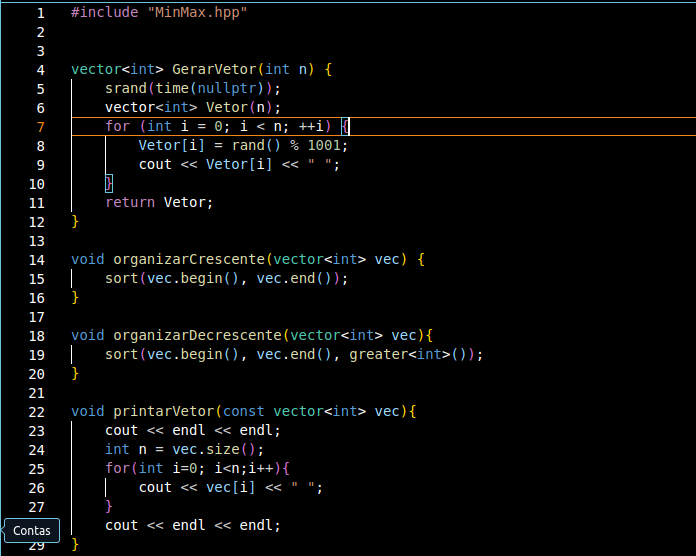 1 #include "MinMax.hpp"
2
3
4 vector<int> GerarVetor(int n) {
5     srand(time(nullptr));
6     vector<int> Vetor(n);
7     for (int i = 0; i < n; ++i) {
8         Vetor[i] = rand() % 1001;
9         cout << Vetor[i] << " ";
10     }
11     return Vetor;
12 }
13
14 void organizarCrescente(vector<int> vec) {
15     sort(vec.begin(), vec.end());
16 }
17
18 void organizarDecrescente(vector<int> vec){
19     sort(vec.begin(), vec.end(), greater<int>());
20 }
21
22 void printarVetor(const vector<int> vec){
23     cout << endl << endl;
24     int n = vec.size();
25     for(int i=0; i<n;i++){
26         cout << vec[i] << " ";
27     }
Contas     cout << endl << endl;
29 }